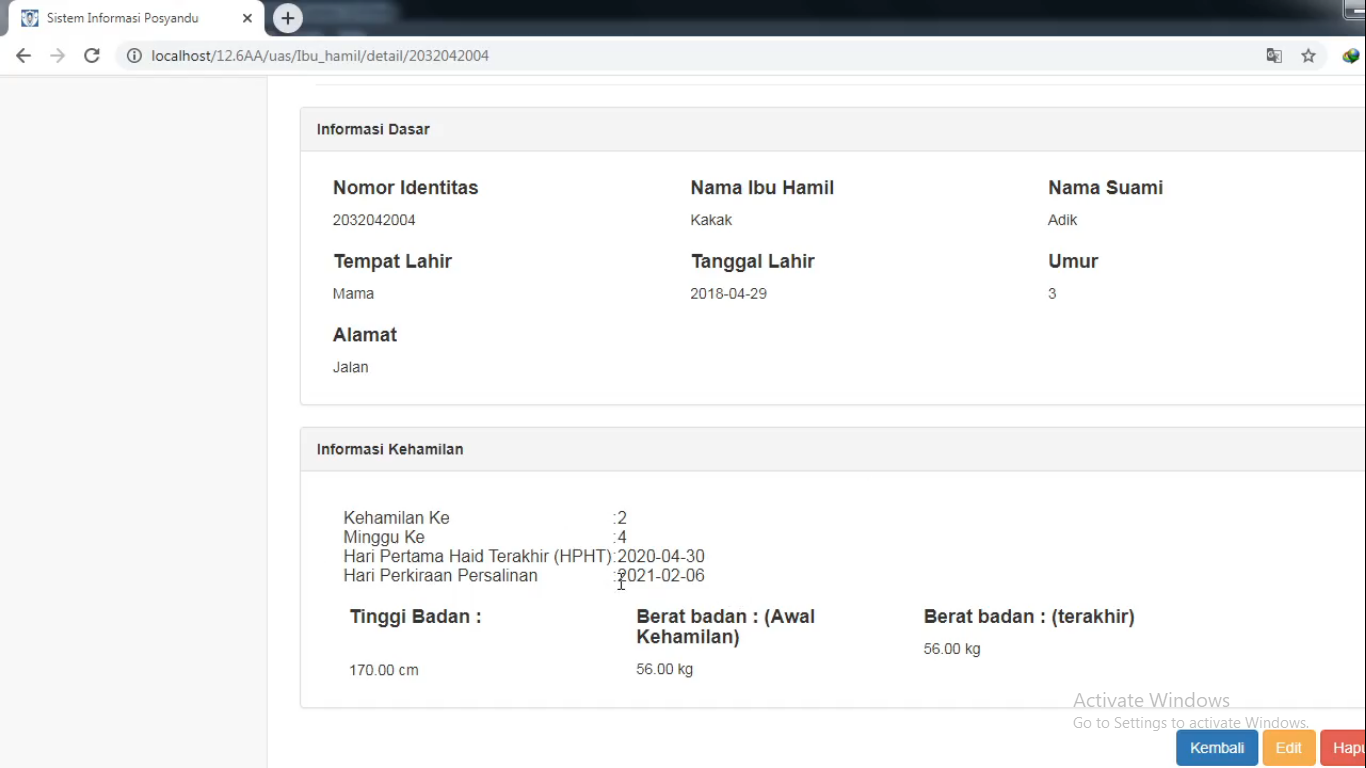 Sistem Informasi Posyandu
localhost/12.6AA/uas/Ibu_hamil/detail/2032042004
Informasi Dasar
Nomor Identitas Nama Ibu Hamil Nama Suami
2032042004 Kakak Adik
Tempat Lahir Tanggal Lahir Umur
Mama 2018-04-29 3
Alamat
Jalan
Informasi Kehamilan
Kehamilan Ke :2
Minggu Ke :4
Hari Pertama Haid Terakhir (HPHT):2020-04-30
Hari Perkiraan Persalinan :2021-02-06
Tinggi Badan : Berat badan : (Awal Kehamilan) Berat badan : (terakhir)
170.00 cm 56.00 kg 56.00 kg
Activate Windows
Go to Settings to activate Windows.
Kembali Edit